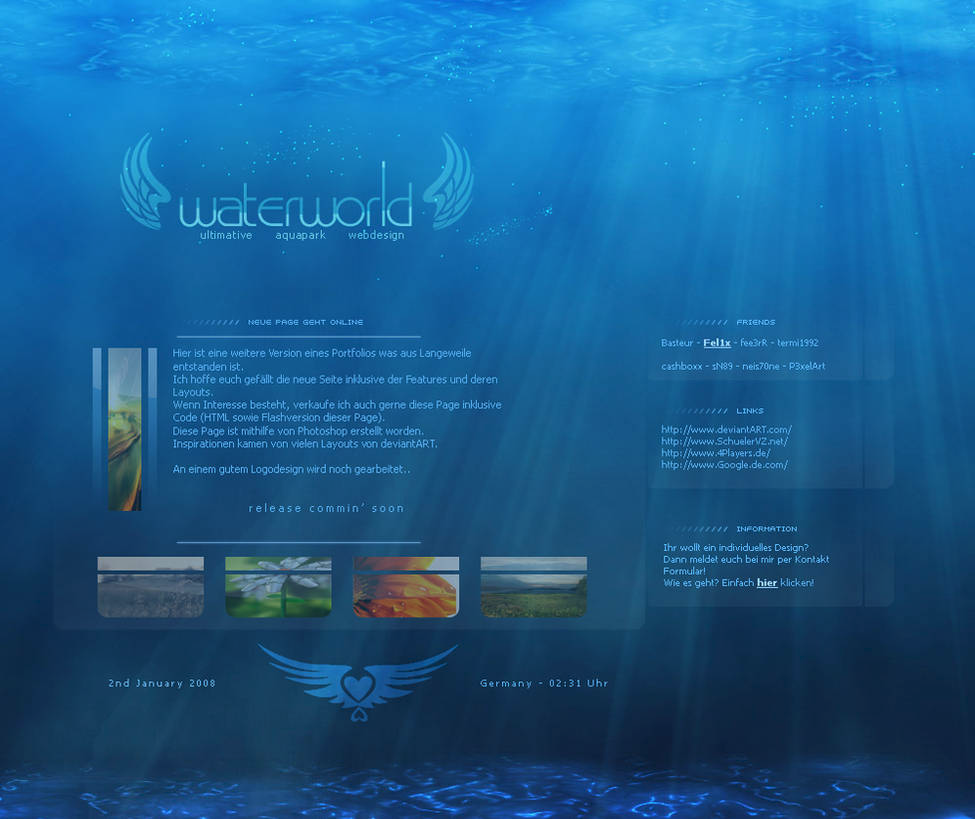 waterworld
ultimative aquapark webdesign
NEUE PAGE GEHT ONLINE
Hier ist eine weitere Version eines Portfolios was aus Langeweile
entstanden ist.
Ich hoffe euch gefällt die neue Seite inklusive der Features und deren
Layouts.
Wenn Interesse besteht, verkaufe ich auch gerne diese Page inklusive
Code (HTML sowie Flashversion dieser Page).
Diese Page ist mithilfe von Photoshop erstellt worden.
Inspirationen kamen von vielen Layouts von deviantART.
An einem gutem Logodesign wird noch gearbeitet..
release commin' soon
FRIENDS
Basteur - Fel1x - fee3rR - termi1992
cashboxx - sN89 - neis70ne - P3xelArt
LINKS
http://www.deviantART.com/
http://www.SchuelerVZ.net/
http://www.4Players.de/
http://www.Google.de.com/
INFORMATION
Ihr wollt ein individuelles Design?
Dann meldet euch bei mir per Kontakt
Formular!
Wie es geht? Einfach hier klicken!
2nd January 2008
Germany - 02:31 Uhr